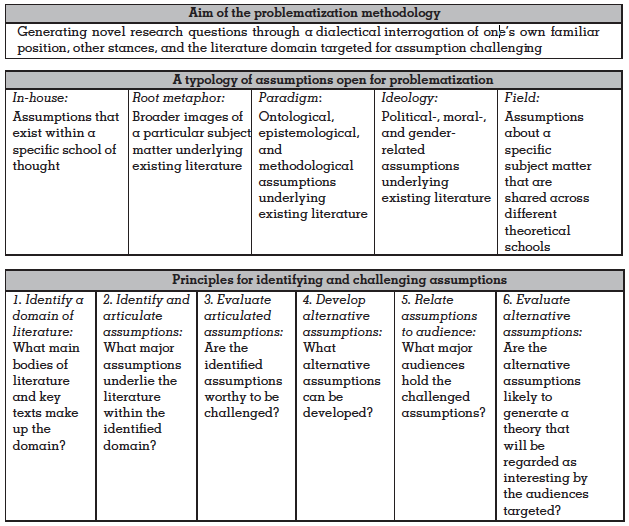 Aim of the problematization methodology
Generating novel research questions through a dialectical interrogation of one's own familiar
position, other stances, and the literature domain targeted for assumption challenging
A typology of assumptions open for problematization
In-house:
Assumptions that
exist within a
specific school of
thought
Root metaphor:
Broader images of
a particular subject
matter underlying
existing literature
Paradigm:
Ontological,
epistemological,
and
methodological
assumptions
underlying
existing literature
Ideology:
Political-, moral-,
and gender-
related
assumptions
underlying
existing literature
Field:
Assumptions
about a
specific
subject matter
that are
shared across
different
theoretical
schools
Principles for identifying and challenging assumptions
1. Identify a
domain of
literature:
What main
bodies of
literature
and key
texts make
up the
domain?
2. Identify and
articulate
assumptions:
What major
assumptions
underlie the
literature
within the
identified
domain?
3. Evaluate
articulated
assumptions:
Are the
identified
assumptions
worthy to be
challenged?
4. Develop
alternative
assumptions:
What
alternative
assumptions
can be
developed?
5. Relate
assumptions
to audience:
What major
audiences
hold the
challenged
assumptions?
6. Evaluate
alternative
assumptions:
Are the
alternative
assumptions
likely to
generate a
theory that
will be
regarded as
interesting by
the audiences
targeted?